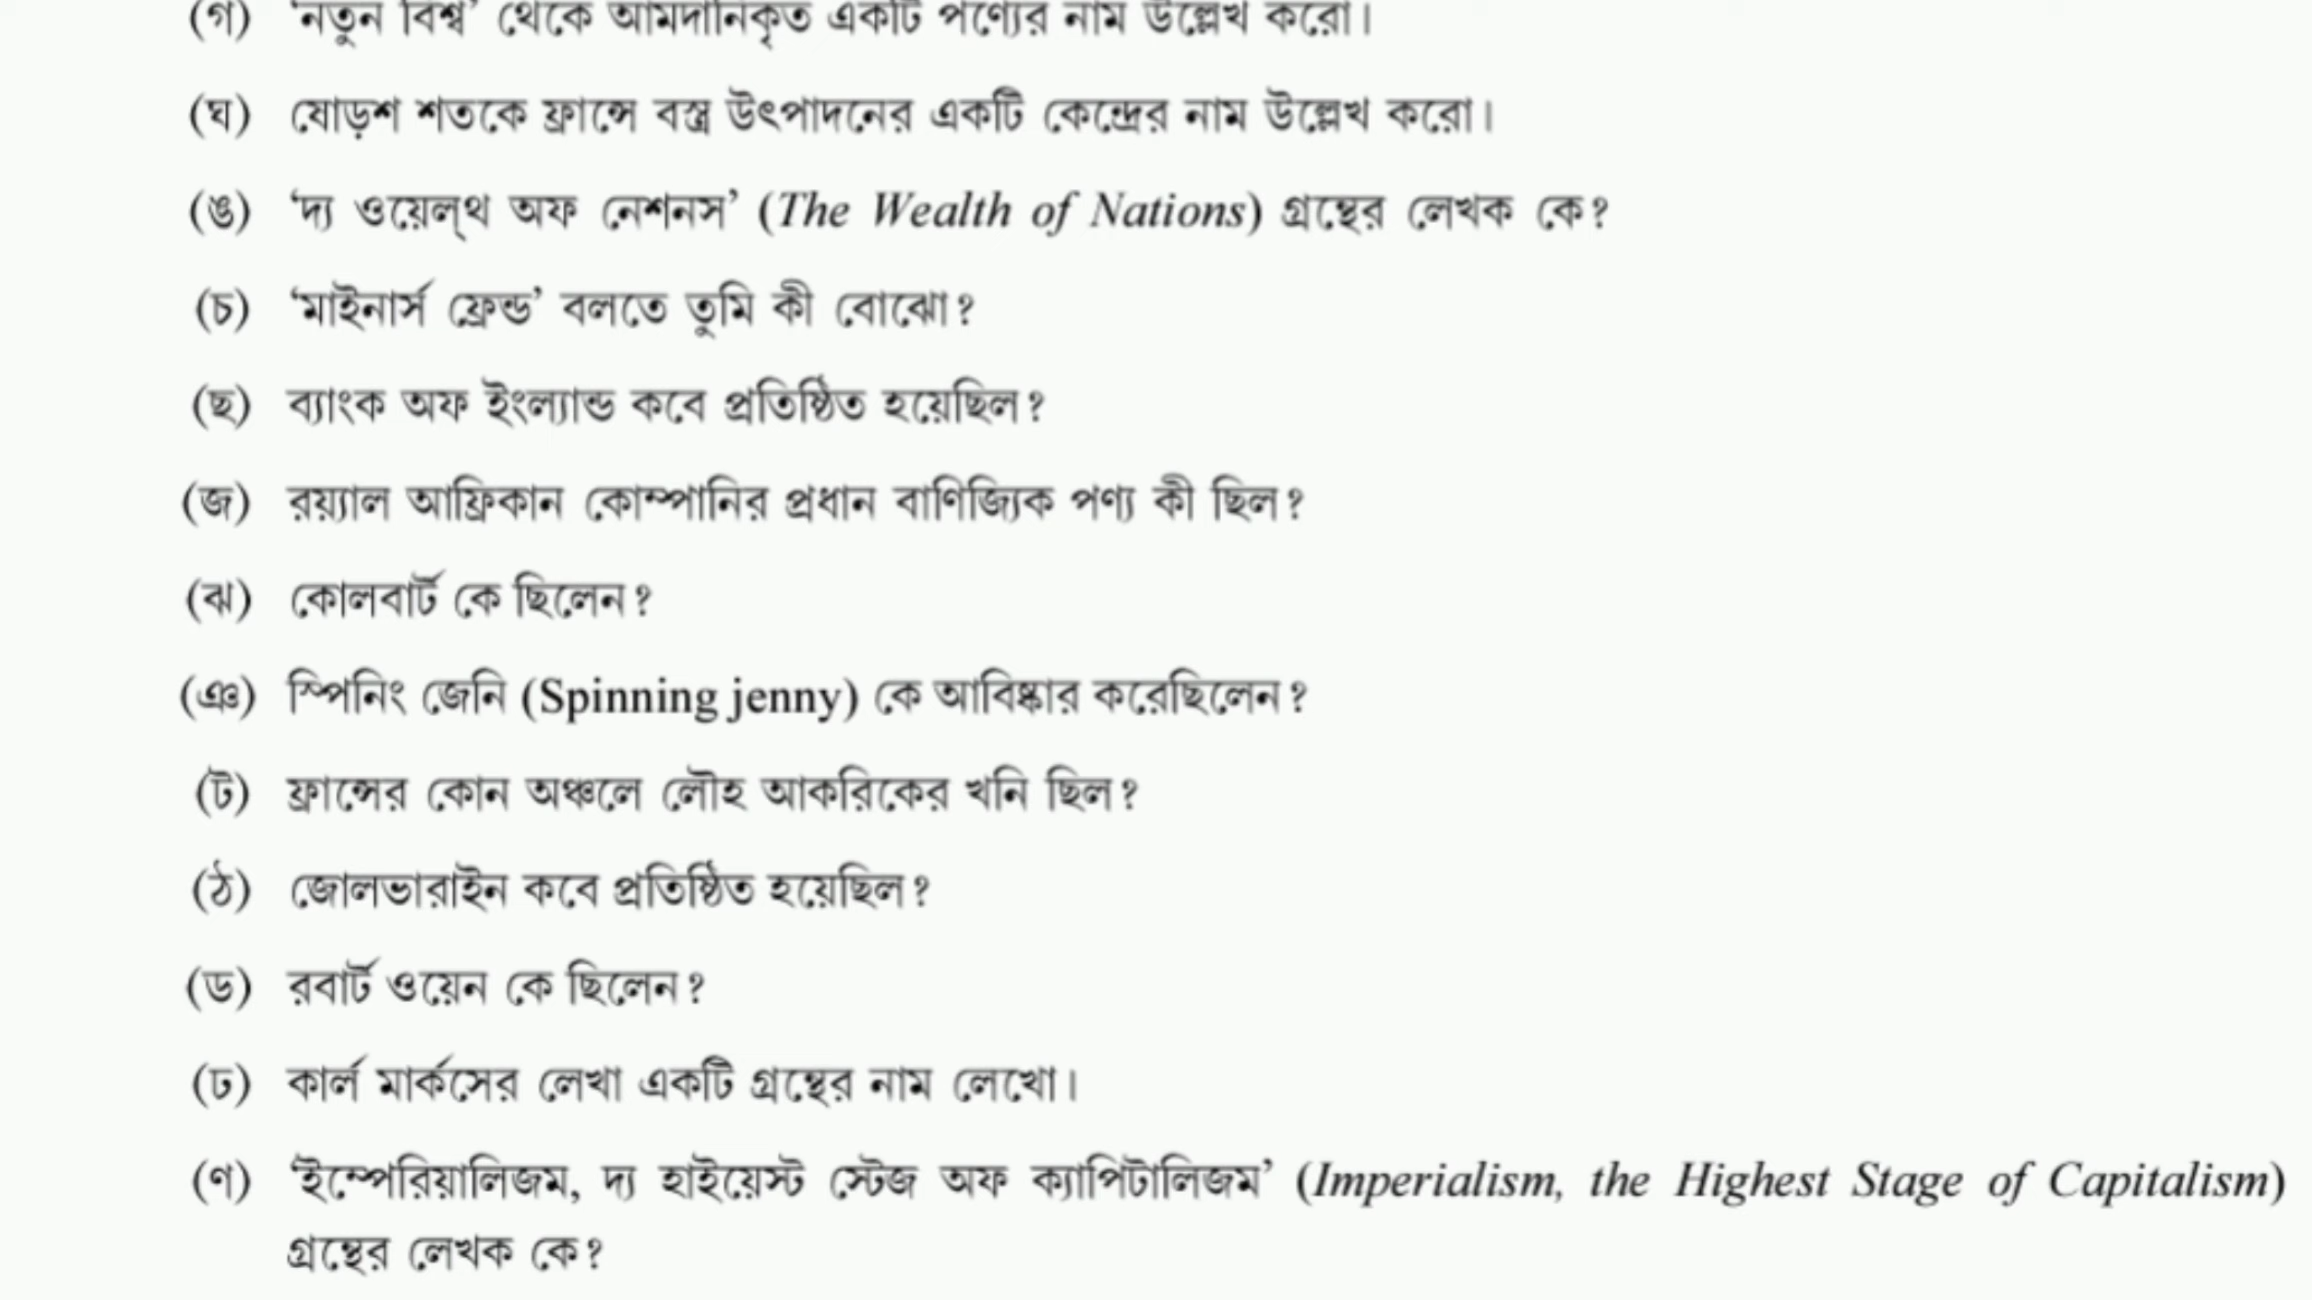 (গ) ‘নতুন বিশ্ব’ থেকে আমদানিকৃত একটি পণ্যের নাম উল্লেখ করো।
(ঘ) ষোড়শ শতকে ফ্রান্সে বস্ত্র উৎপাদনের একটি কেন্দ্রের নাম উল্লেখ করো।
(ঙ) ‘দ্য ওয়েল্‌থ অফ নেশনস’ (The Wealth of Nations) গ্রন্থের লেখক কে?
(চ) ‘মাইনার্স ফ্রেন্ড’ বলতে তুমি কী বোঝো?
(ছ) ব্যাংক অফ ইংল্যান্ড কবে প্রতিষ্ঠিত হয়েছিল?
(জ) রয়্যাল আফ্রিকান কোম্পানির প্রধান বাণিজ্যিক পণ্য কী ছিল?
(ঝ) কোলবার্ট কে ছিলেন?
(ঞ) স্পিনিং জেনি (Spinning jenny) কে আবিষ্কার করেছিলেন?
(ট) ফ্রান্সের কোন অঞ্চলে লৌহ আকরিকের খনি ছিল?
(ঠ) জোলভারাইন কবে প্রতিষ্ঠিত হয়েছিল?
(ড) রবার্ট ওয়েন কে ছিলেন?
(ঢ) কার্ল মার্কসের লেখা একটি গ্রন্থের নাম লেখো।
(ণ) ‘ইম্পেরিয়ালিজম, দ্য হাইয়েস্ট স্টেজ অফ ক্যাপিটালিজম’ (Imperialism, the Highest Stage of Capitalism)
গ্রন্থের লেখক কে?